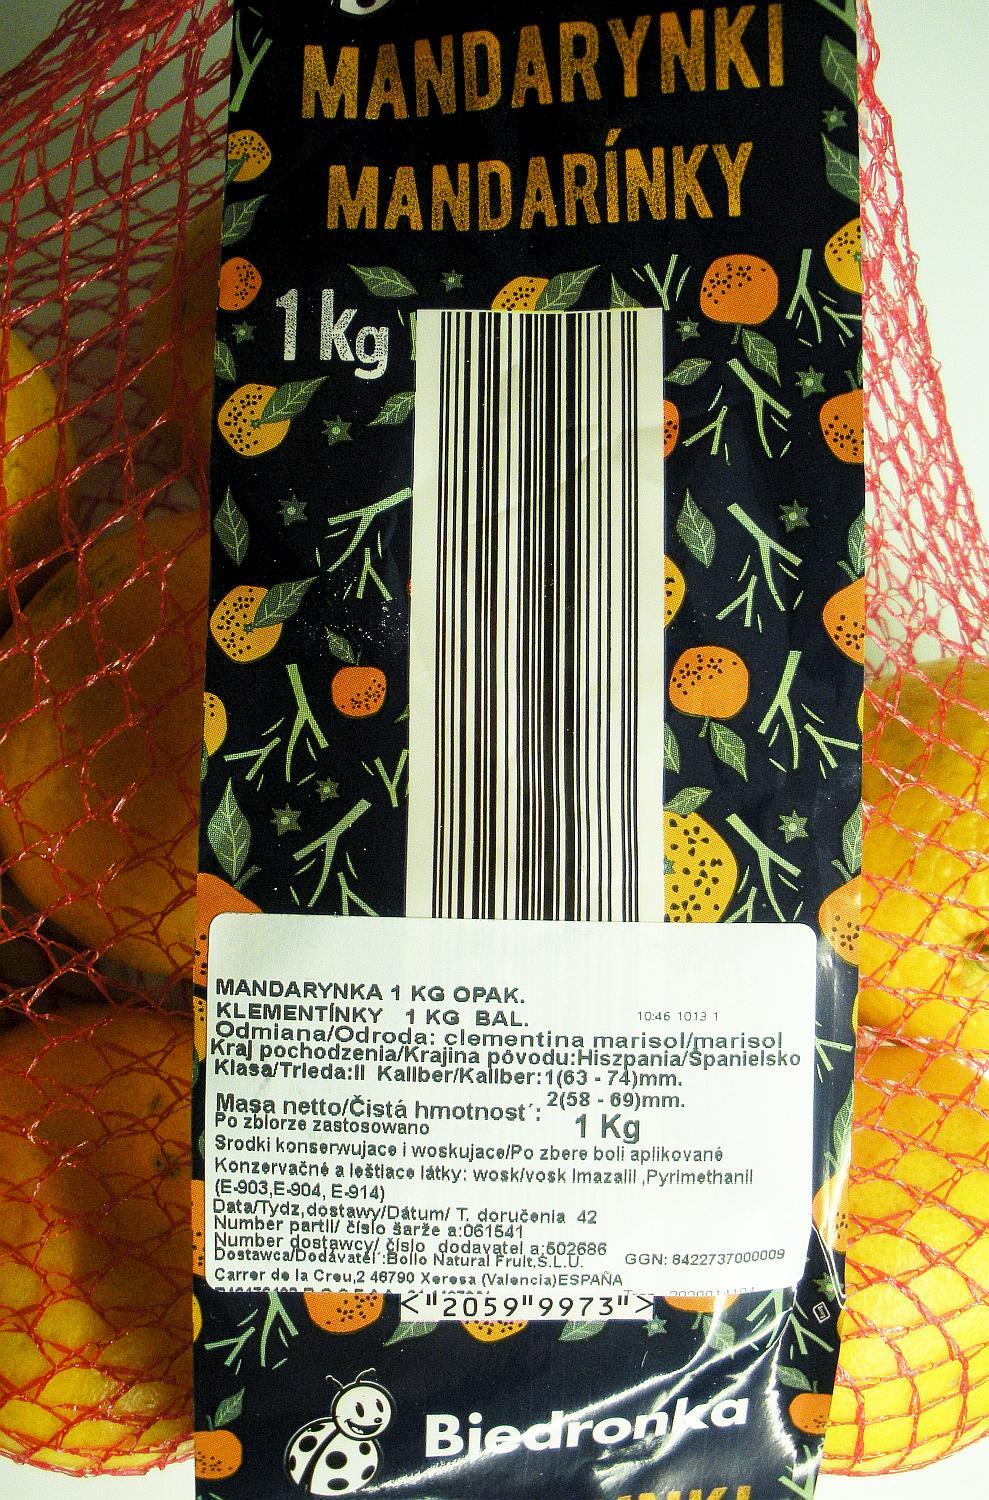 MANDARYNKI
MANDARÍNKY
1 kg
MANDARYNKA 1 KG OPAK.
KLEMENTÍNKY 1 KG BAL. 10:46 1013 1
Odmiana/Odroda: clementina marisol/marisol
Kraj pochodzenia/Krajina pôvodu:Hiszpania/Spanielsko
Klasa/Trieda:II Kaliber/Kaliber:1(63 - 74)mm.
2(58 - 69)mm.
Masa netto/Čistá hmotnosť: 1 Kg
Po zbiorze zastosowano
Srodki konserwujace i woskujace/Po zbere boli aplikované
Konzervačné a leštiace látky: wosk/vosk Imazalil ,Pyrimethanil
(E-903,E-904, E-914)
Data/Tydz,dostawy/Dátum/ T. doručenia 42
Number partii/ číslo šarže a:061541
Number dostawcy/ číslo dodavatel a:502686
Dostawca/Dodávateľ:Bollo Natural Fruit,S.L.U. GGN: 8422737000009
Carrer de la Creu,2 46790 Xeresa (Valencia)ESPAÑA
<"2059"9973">
Biedronka